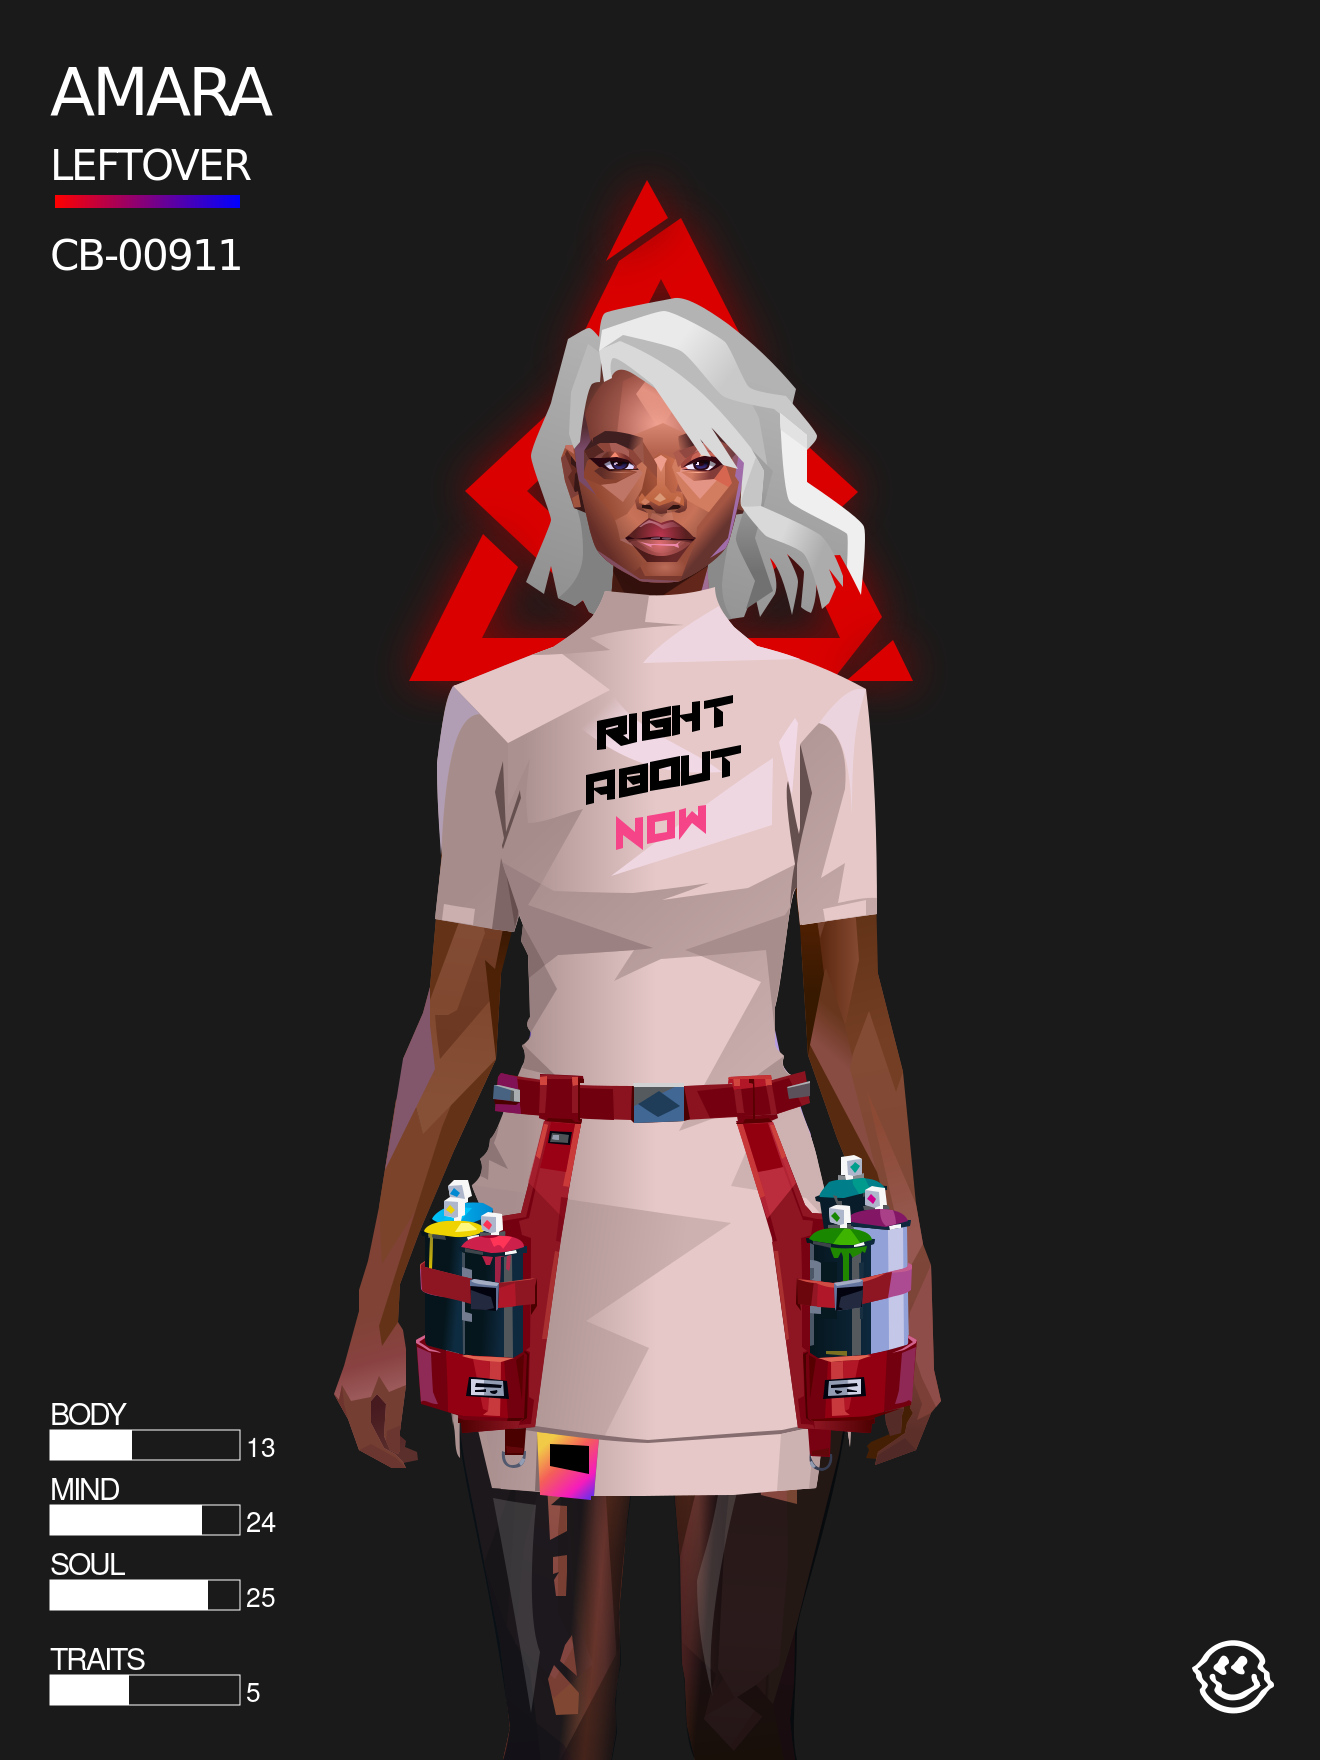 AMARA
LEFTOVER
CB-00911
RIGHT
ABOUT
NOW
BODY
13
MIND
24
SOUL
25
TRAITS
5